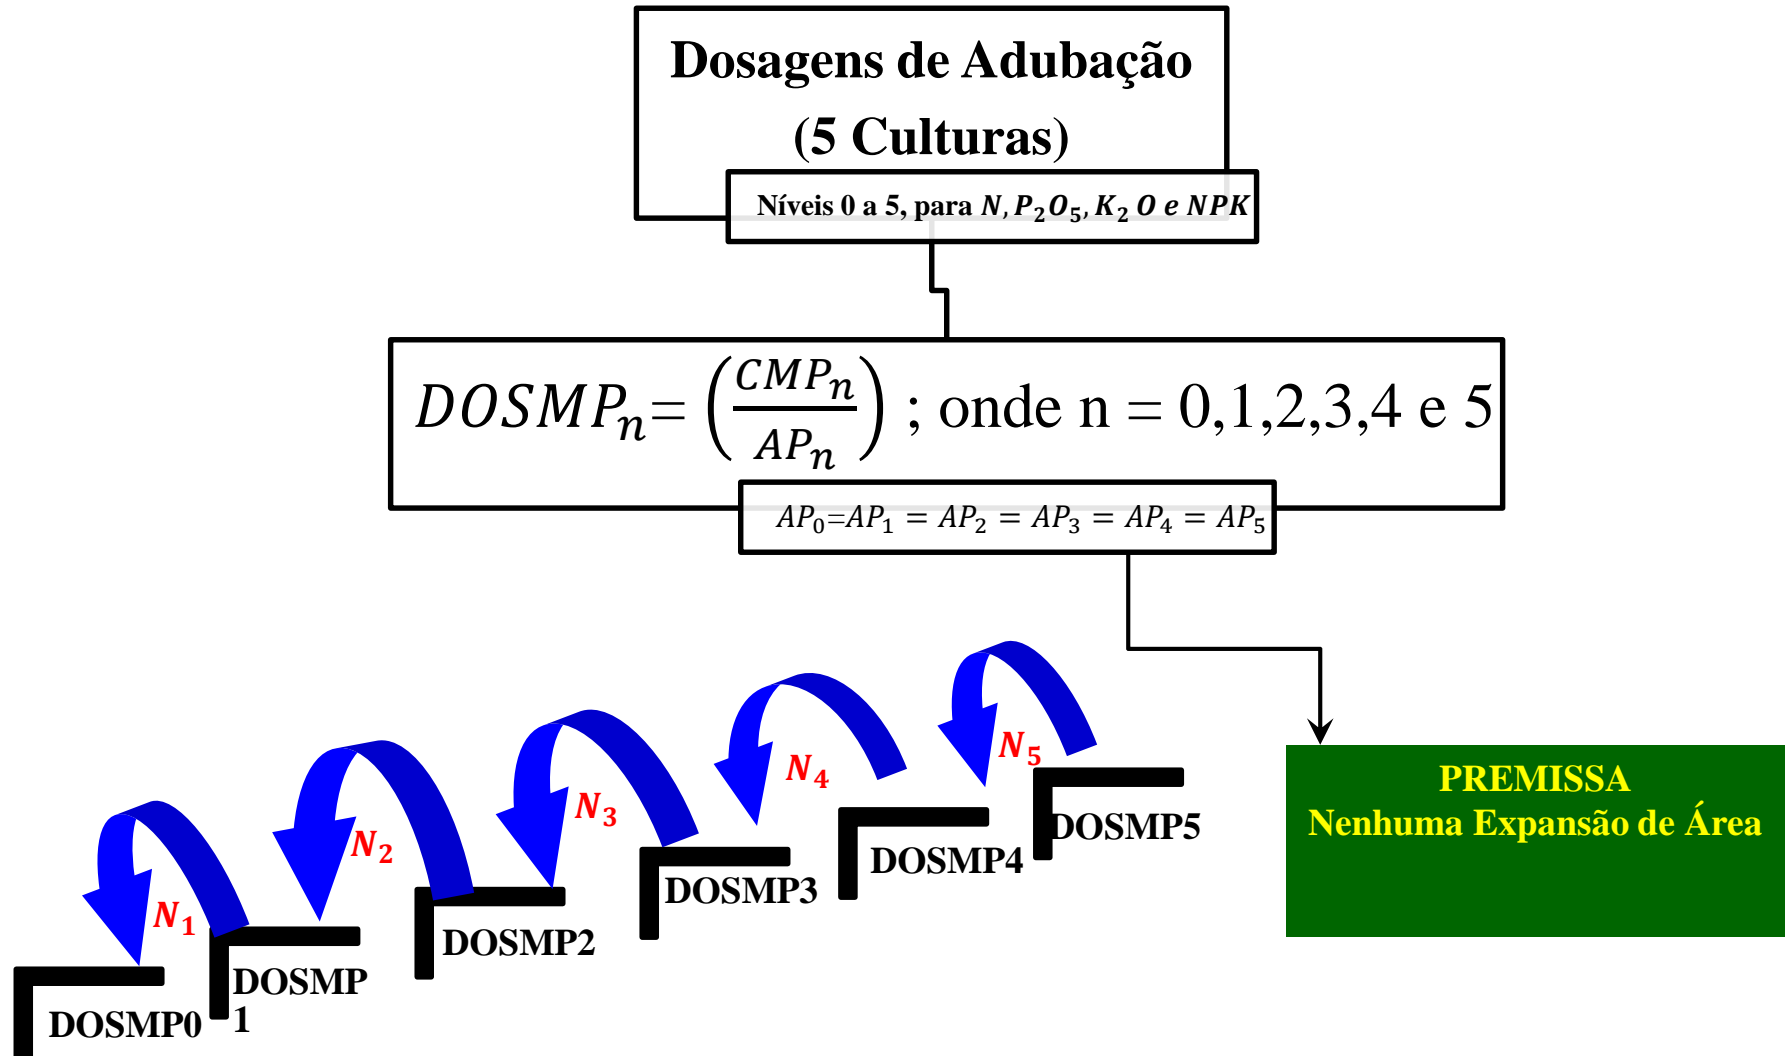 Dosagens de Adubação
(5 Culturas)
Níveis 0 a 5, para N, P₂O₅, K₂ O e NPK
DOSMPₙ= (CMPₙ/APₙ) ; onde n = 0,1,2,3,4 e 5
AP₀=AP₁ = AP₂ = AP₃ = AP₄ = AP₅
N₁
N₂
N₃
N₄
N₅
DOSMP0
DOSMP
1
DOSMP2
DOSMP3
DOSMP4
DOSMP5
PREMISSA
Nenhuma Expansão de Área